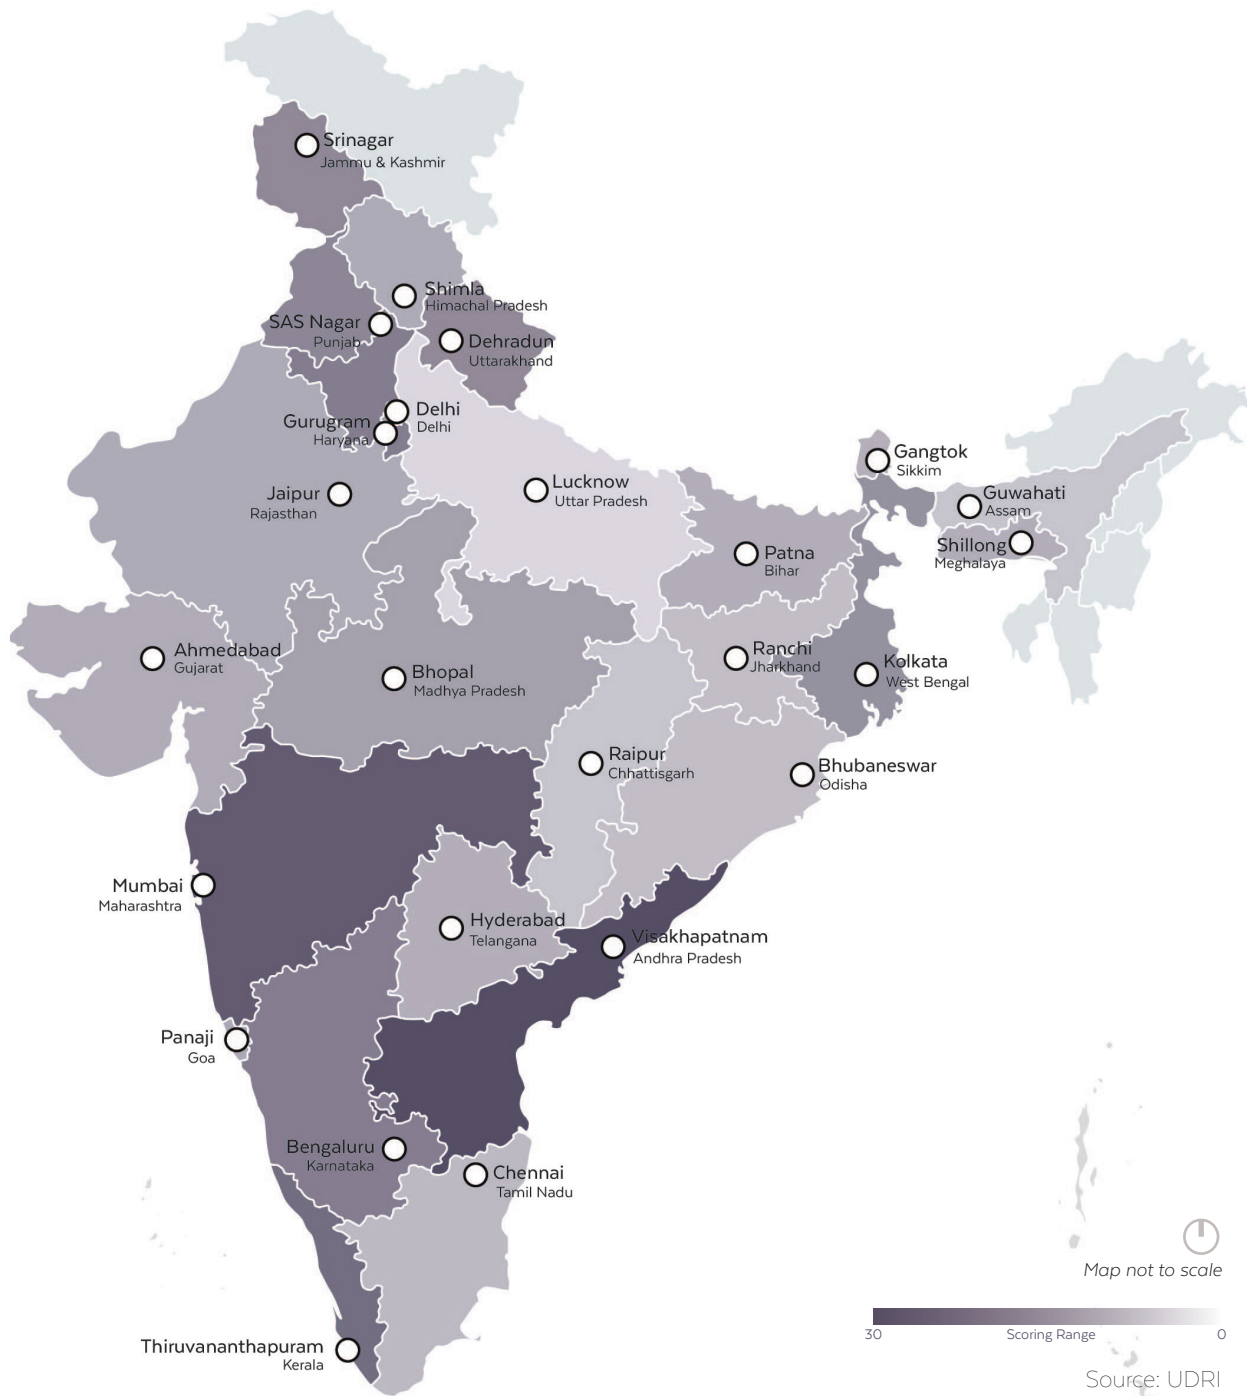 Srinagar
Jammu & Kashmir
Shimla
Himachal Pradesh
SAS Nagar
Punjab
Dehradun
Uttarakhand
Delhi
Delhi
Gurugram
Haryana
Gangtok
Sikkim
Jaipur
Rajasthan
Lucknow
Uttar Pradesh
Guwahati
Assam
Shillong
Meghalaya
Patna
Bihar
Ahmedabad
Gujarat
Bhopal
Madhya Pradesh
Ranchi
Jharkhand
Kolkata
West Bengal
Raipur
Chhattisgarh
Bhubaneswar
Odisha
Mumbai
Maharashtra
Hyderabad
Telangana
Visakhapatnam
Andhra Pradesh
Panaji
Goa
Bengaluru
Karnataka
Chennai
Tamil Nadu
Thiruvananthapuram
Kerala
Map not to scale
30 Scoring Range 0
Source: UDRI